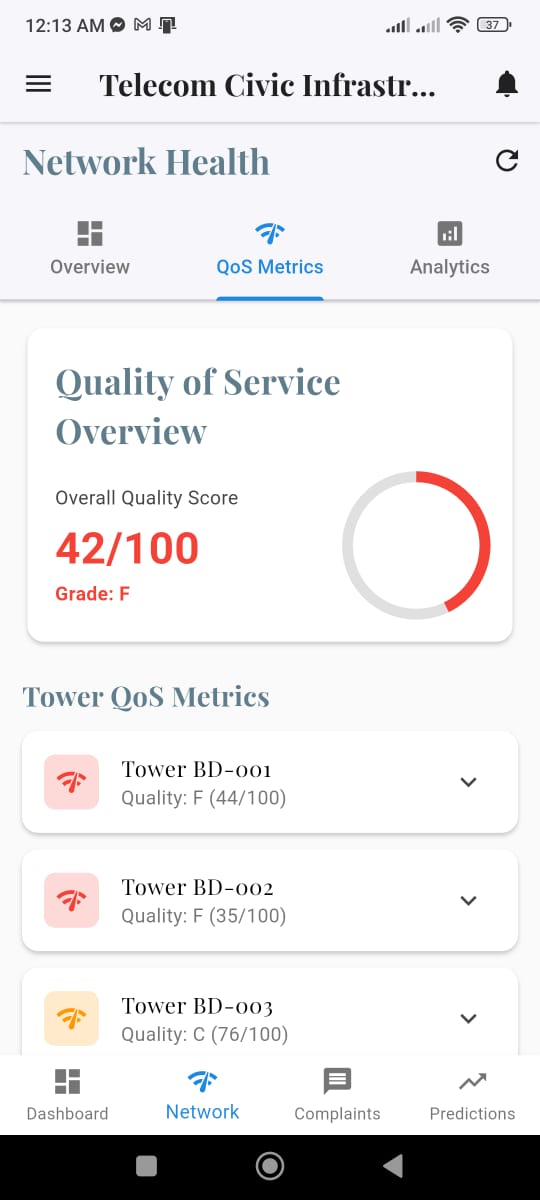 12:13 AM
37
Telecom Civic Infrastr...
Network Health
Overview
QoS Metrics
Analytics
Quality of Service
Overview
Overall Quality Score
42/100
Grade: F
Tower QoS Metrics
Tower BD-001
Quality: F (44/100)
Tower BD-002
Quality: F (35/100)
Tower BD-003
Quality: C (76/100)
Dashboard
Network
Complaints
Predictions